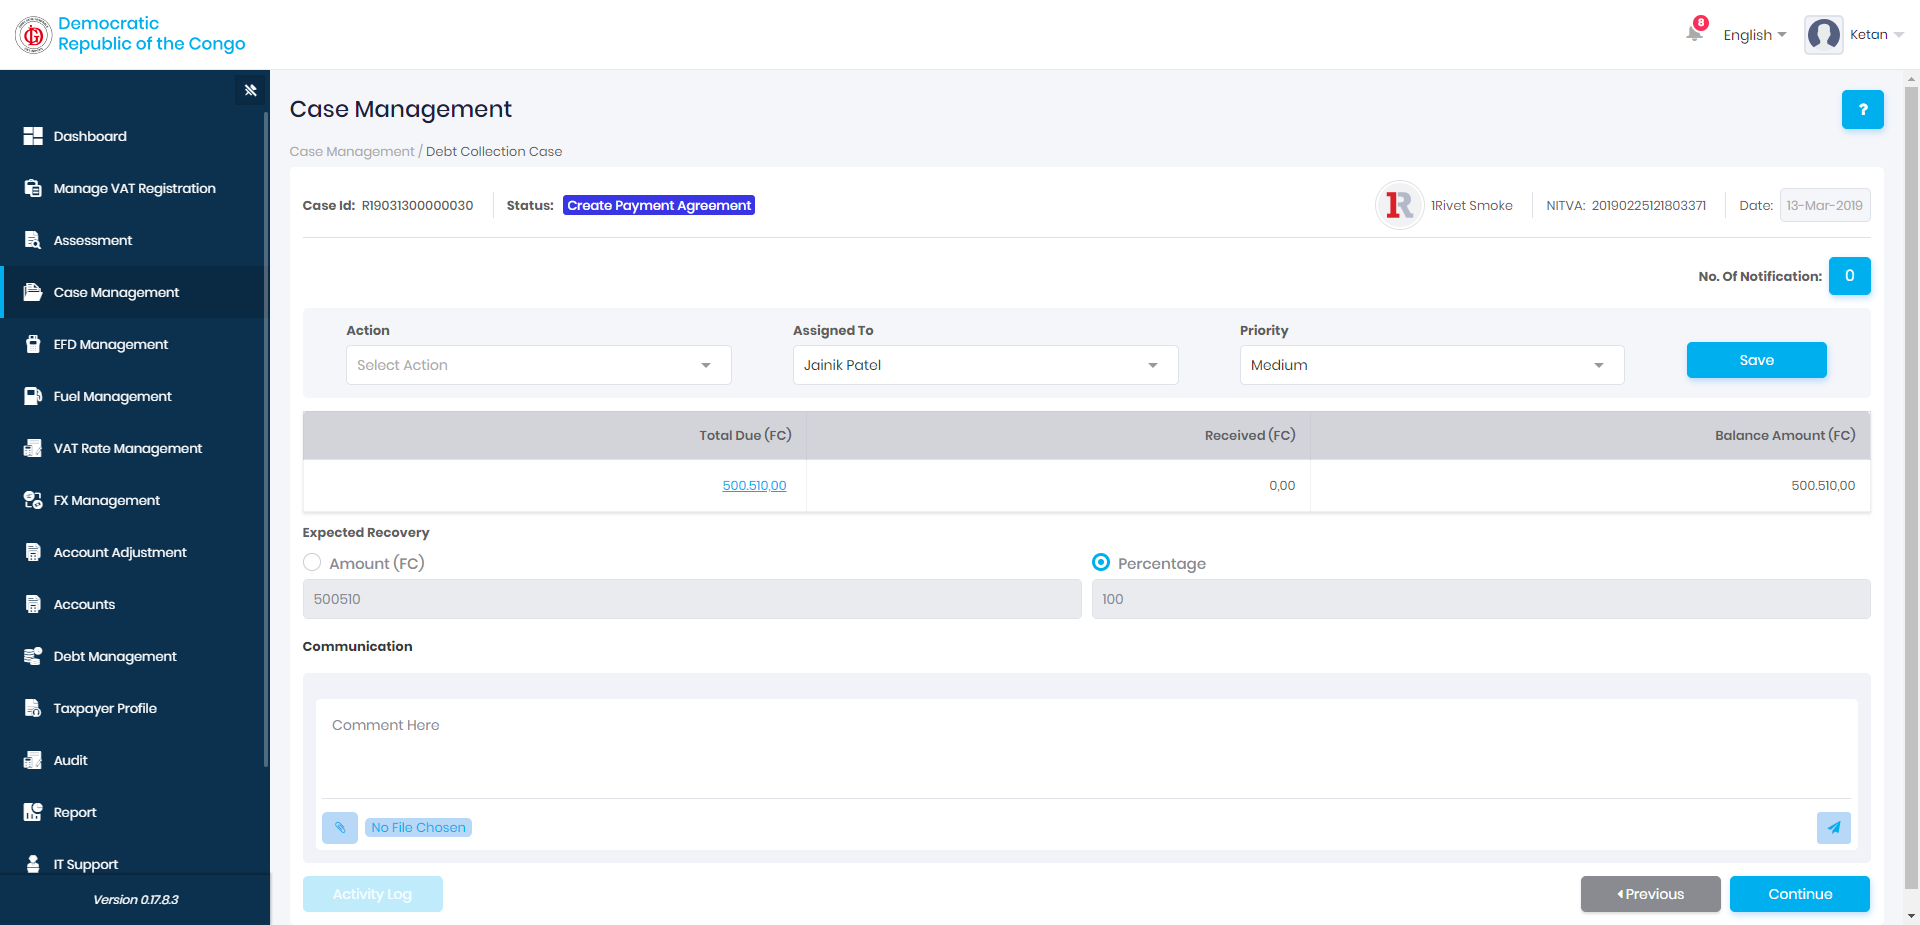 Democratic
Republic of the Congo
8
English
Ketan
Dashboard
Manage VAT Registration
Assessment
Case Management
EFD Management
Fuel Management
VAT Rate Management
FX Management
Account Adjustment
Accounts
Debt Management
Taxpayer Profile
Audit
Report
IT Support
Version 0.17.8.3
Case Management
?
Case Management / Debt Collection Case
Case Id: R19031300000030 Status: Create Payment Agreement
1R 1Rivet Smoke NITVA: 20190225121803371 Date: 13-Mar-2019
No. Of Notification: 0
Action Assigned To Priority
Select Action Jainik Patel Medium Save
Total Due (FC) Received (FC) Balance Amount (FC)
500.510,00 0,00 500.510,00
Expected Recovery
Amount (FC) Percentage
500510 100
Communication
Comment Here
No File Chosen
Activity Log Previous Continue